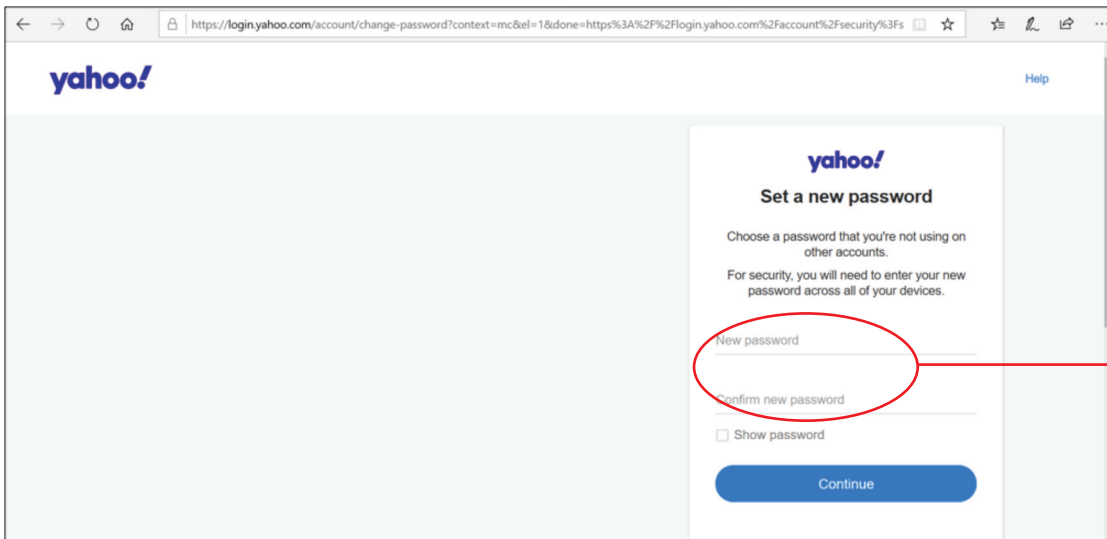 https://login.yahoo.com/account/change-password?context=mc&el=1&done=https%3A%2F%2Flogin.yahoo.com%2Faccount%2Fsecurity%3Fs
yahoo!
Help
yahoo!
Set a new password
Choose a password that you're not using on
other accounts.
For security, you will need to enter your new
password across all of your devices.
New password
Confirm new password
Show password
Continue